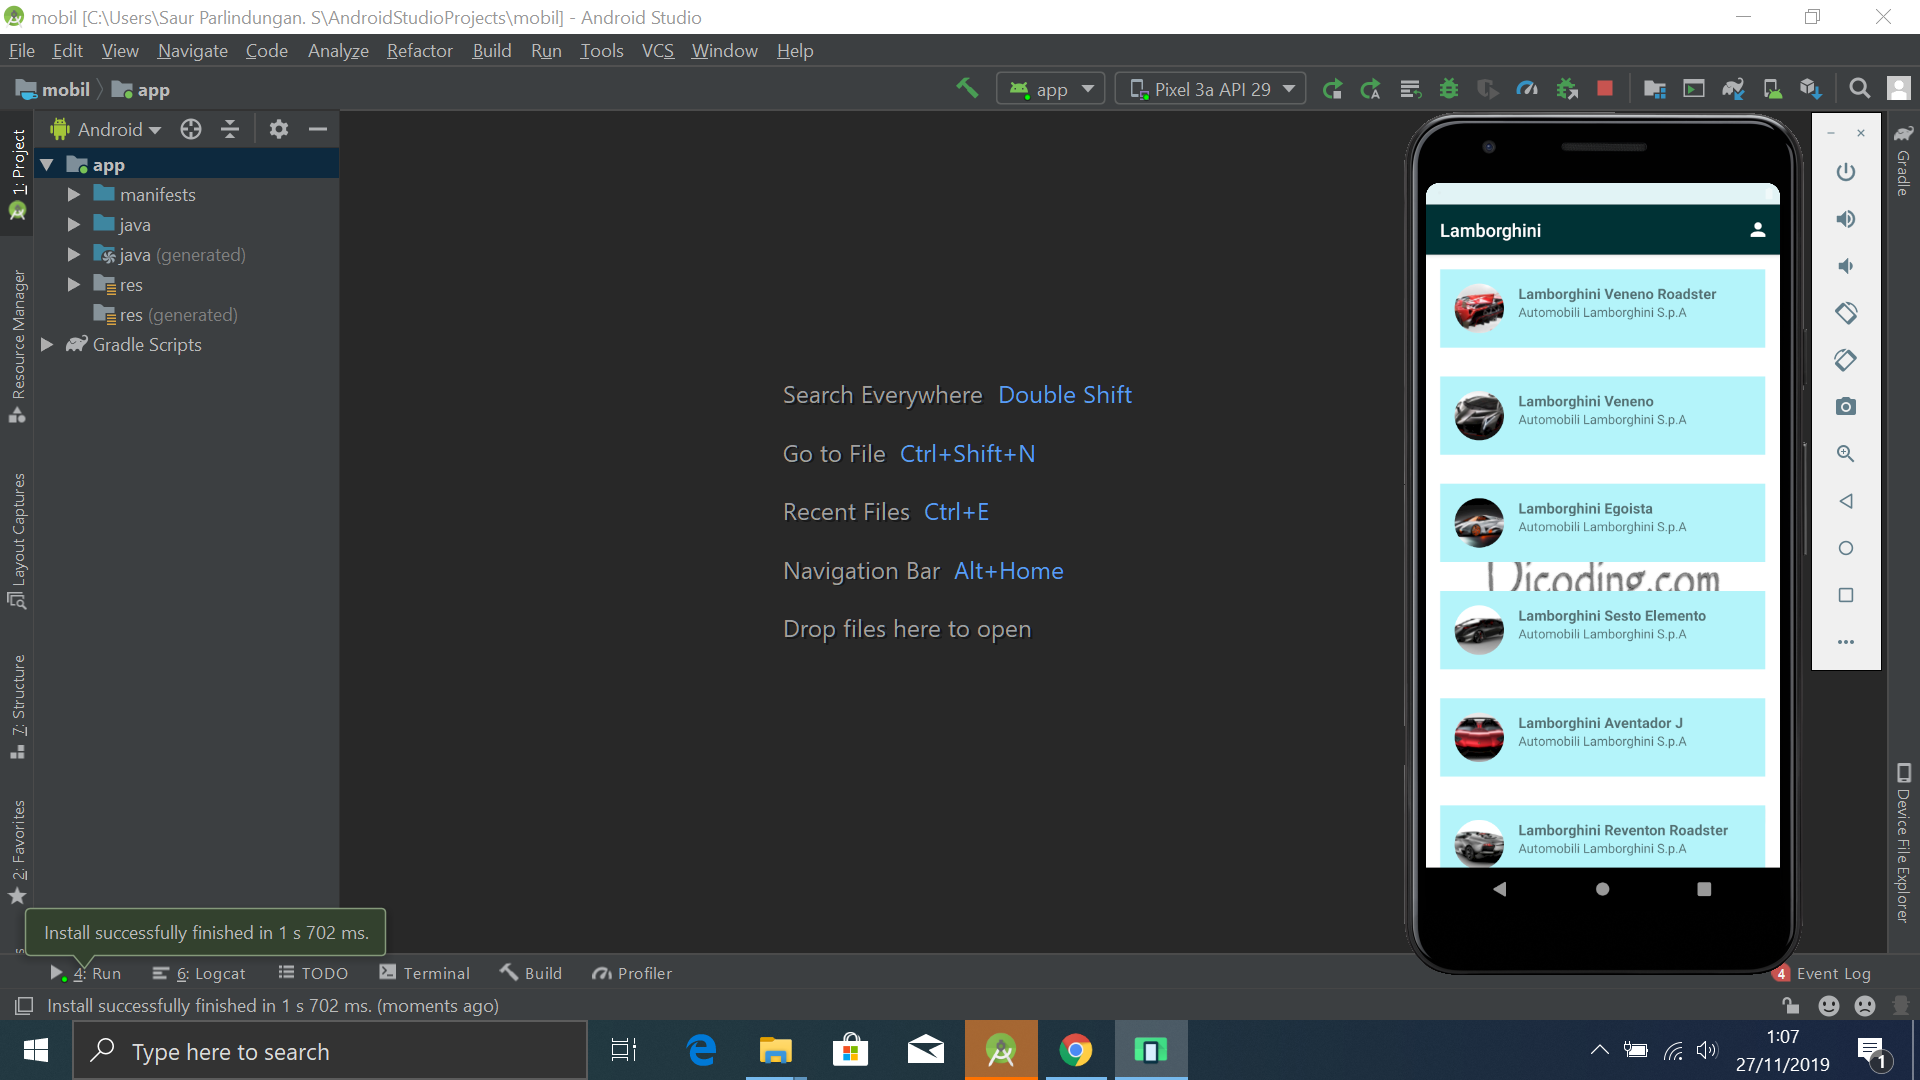 mobil [C:\Users\Saur Parlindungan. S\AndroidStudioProjects\mobil] - Android Studio
File Edit View Navigate Code Analyze Refactor Build Run Tools VCS Window Help
mobil app
app
Pixel 3a API 29
Android
1: Project
app
manifests
java
java (generated)
res
res (generated)
Gradle Scripts
Resource Manager
Layout Captures
7: Structure
2: Favorites
Search Everywhere Double Shift
Go to File Ctrl+Shift+N
Recent Files Ctrl+E
Navigation Bar Alt+Home
Drop files here to open
Lamborghini
Lamborghini Veneno Roadster
Automobili Lamborghini S.p.A
Lamborghini Veneno
Automobili Lamborghini S.p.A
Lamborghini Egoista
Automobili Lamborghini S.p.A
Dicoding.com
Lamborghini Sesto Elemento
Automobili Lamborghini S.p.A
Lamborghini Aventador J
Automobili Lamborghini S.p.A
Lamborghini Reventon Roadster
Automobili Lamborghini S.p.A
Gradle
Device File Explorer
Install successfully finished in 1 s 702 ms.
4: Run 6: Logcat TODO Terminal Build Profiler
4 Event Log
Install successfully finished in 1 s 702 ms. (moments ago)
Type here to search
1:07
27/11/2019
1